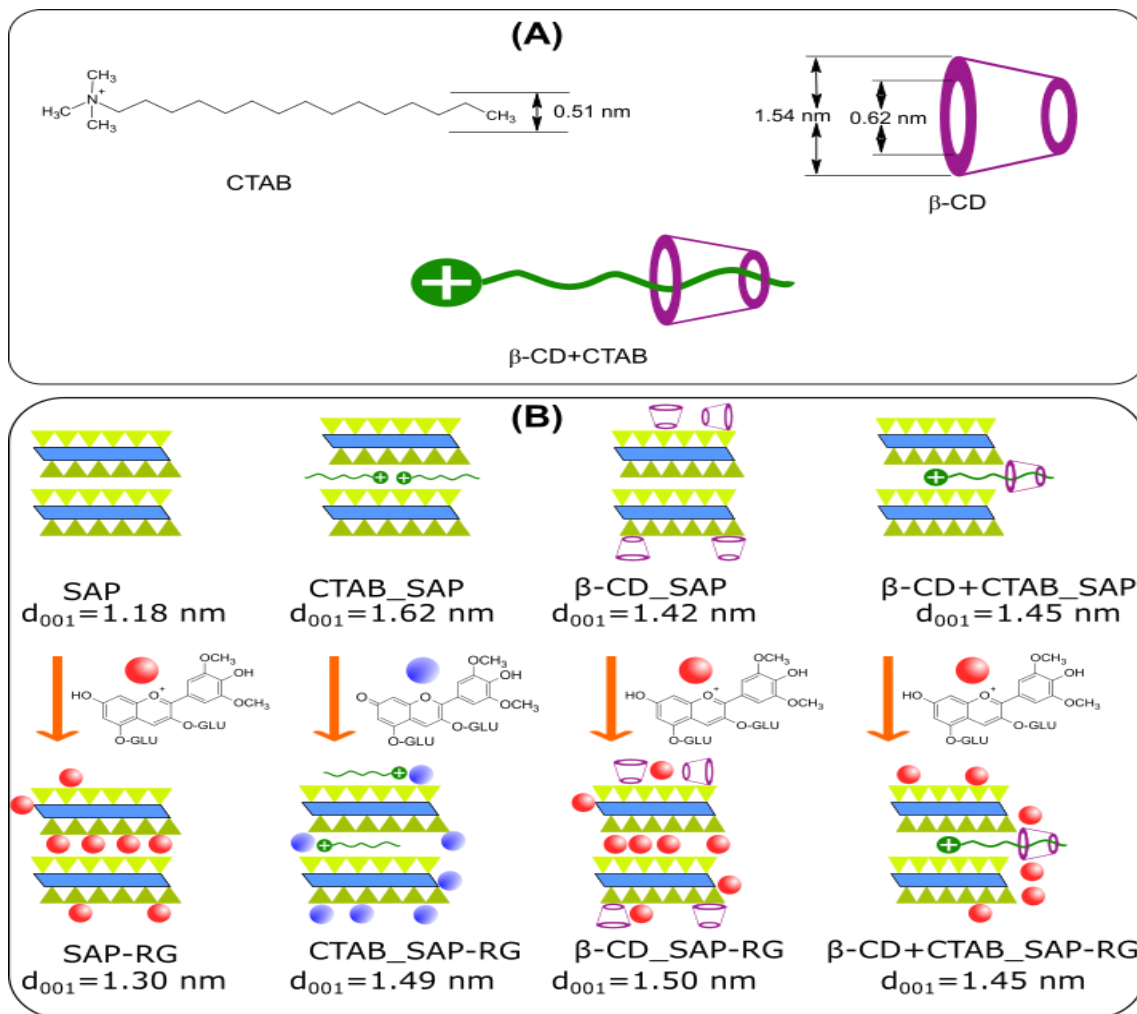 (A)
CH₃
H₃C
N⁺
H₃C
CH₃
CH₃
0.51 nm
CTAB
1.54 nm
0.62 nm
β-CD
+
β-CD+CTAB
(B)
+ +
+
SAP
d₀₀₁=1.18 nm
CTAB_SAP
d₀₀₁=1.62 nm
β-CD_SAP
d₀₀₁=1.42 nm
β-CD+CTAB_SAP
d₀₀₁=1.45 nm
OCH₃
OH
HO
O⁺
OCH₃
O-GLU
O-GLU
OCH₃
OH
O
O
OCH₃
O-GLU
O-GLU
OCH₃
OH
HO
O⁺
OCH₃
O-GLU
O-GLU
OCH₃
OH
HO
O⁺
OCH₃
O-GLU
O-GLU
+
+
+
SAP-RG
d₀₀₁=1.30 nm
CTAB_SAP-RG
d₀₀₁=1.49 nm
β-CD_SAP-RG
d₀₀₁=1.50 nm
β-CD+CTAB_SAP-RG
d₀₀₁=1.45 nm